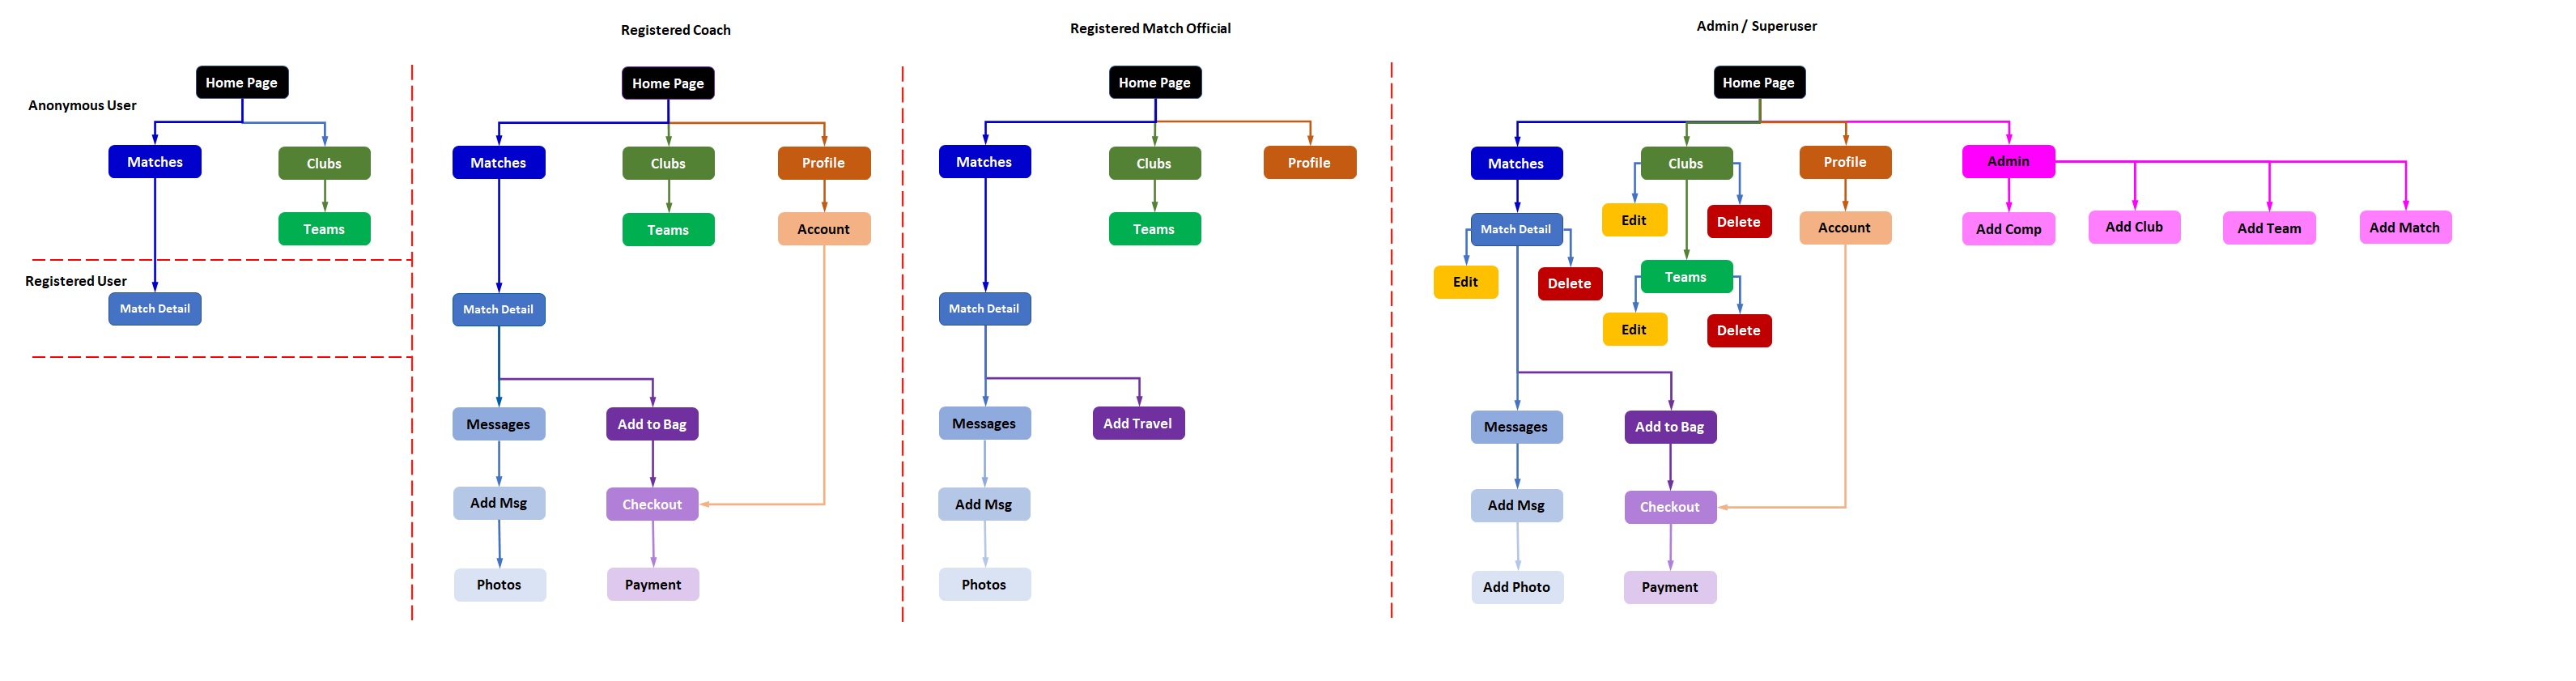 Registered Coach
Registered Match Official
Admin / Superuser
Home Page
Home Page
Home Page
Home Page
Anonymous User
Matches
Clubs
Matches
Clubs
Profile
Matches
Clubs
Profile
Matches
Clubs
Profile
Admin
Teams
Teams
Account
Teams
Match Detail
Edit
Delete
Account
Add Comp
Add Club
Add Team
Add Match
Registered User
Edit
Delete
Teams
Match Detail
Match Detail
Match Detail
Edit
Delete
Messages
Add to Bag
Messages
Add Travel
Messages
Add to Bag
Add Msg
Checkout
Add Msg
Add Msg
Checkout
Photos
Payment
Photos
Add Photo
Payment